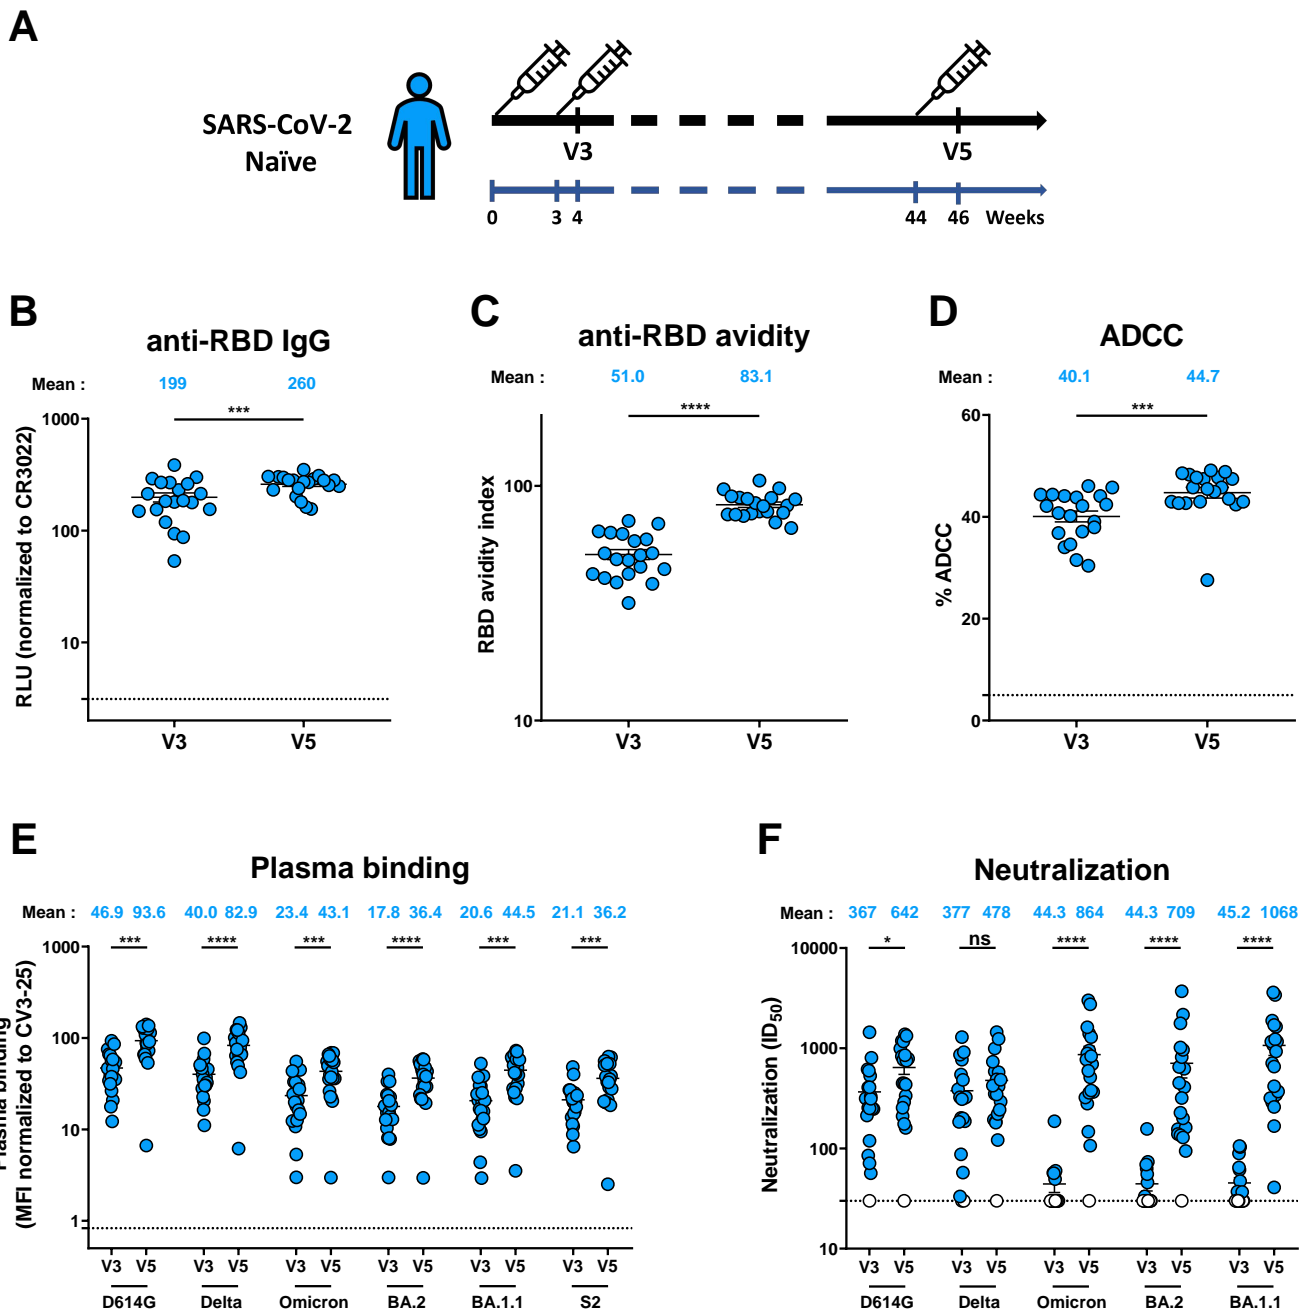 A
SARS-CoV-2
Naïve
V3 V5
0 3 4 44 46 Weeks
B
anti-RBD IgG
Mean : 199 260
***
RLU (normalized to CR3022)
1000
100
10
V3 V5
C
anti-RBD avidity
Mean : 51.0 83.1
****
RBD avidity index
100
10
V3 V5
D
ADCC
Mean : 40.1 44.7
***
% ADCC
60
40
20
0
V3 V5
E
Plasma binding
Mean : 46.9 93.6 40.0 82.9 23.4 43.1 17.8 36.4 20.6 44.5 21.1 36.2
*** **** *** **** *** ***
Plasma binding
(MFI normalized to CV3-25)
1000
100
10
1
V3 V5 V3 V5 V3 V5 V3 V5 V3 V5 V3 V5
D614G Delta Omicron BA.2 BA.1.1 S2
F
Neutralization
Mean : 367 642 377 478 44.3 864 44.3 709 45.2 1068
* ns **** **** ****
Neutralization (ID50)
10000
1000
100
10
V3 V5 V3 V5 V3 V5 V3 V5 V3 V5
D614G Delta Omicron BA.2 BA.1.1